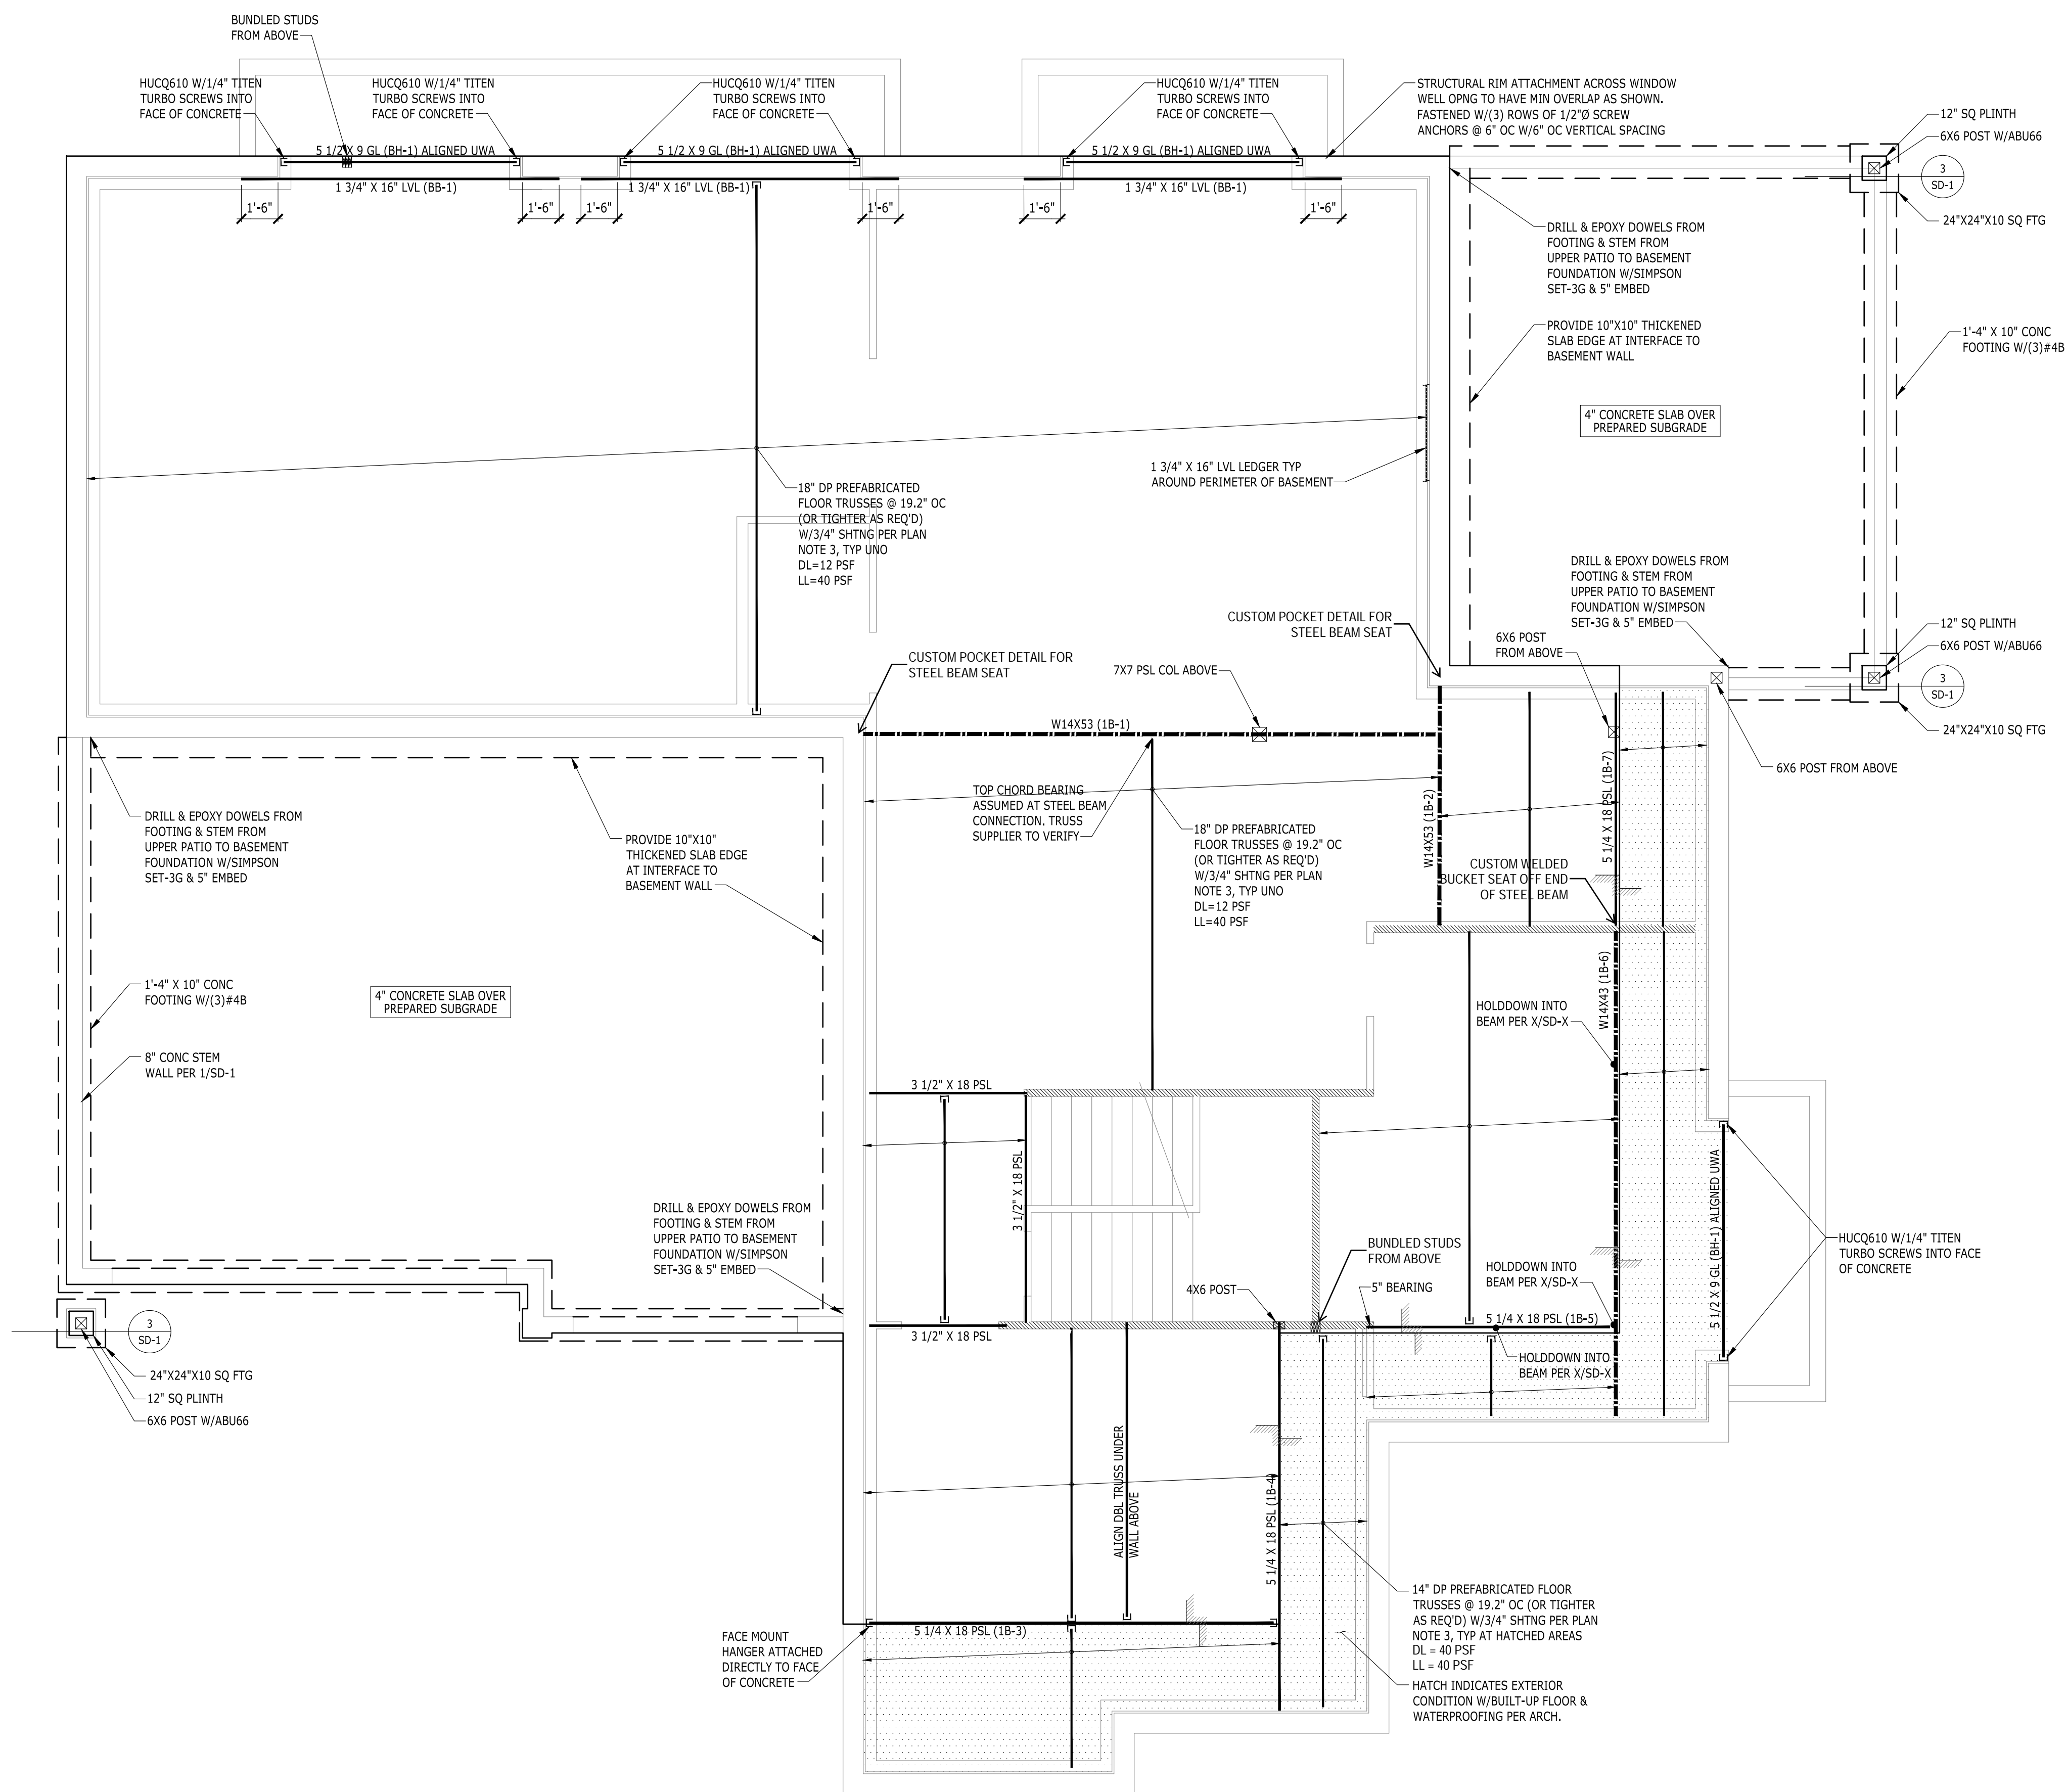 BUNDLED STUDS
FROM ABOVE
HUCQ610 W/1/4" TITEN
TURBO SCREWS INTO
FACE OF CONCRETE
HUCQ610 W/1/4" TITEN
TURBO SCREWS INTO
FACE OF CONCRETE
HUCQ610 W/1/4" TITEN
TURBO SCREWS INTO
FACE OF CONCRETE
HUCQ610 W/1/4" TITEN
TURBO SCREWS INTO
FACE OF CONCRETE
STRUCTURAL RIM ATTACHMENT ACROSS WINDOW
WELL OPNG TO HAVE MIN OVERLAP AS SHOWN.
FASTENED W/(3) ROWS OF 1/2"Ø SCREW
ANCHORS @ 6" OC W/6" OC VERTICAL SPACING
12" SQ PLINTH
6X6 POST W/ABU66
3
SD-1
24"X24"X10 SQ FTG
5 1/2 X 9 GL (BH-1) ALIGNED UWA
5 1/2 X 9 GL (BH-1) ALIGNED UWA
5 1/2 X 9 GL (BH-1) ALIGNED UWA
1 3/4" X 16" LVL (BB-1)
1 3/4" X 16" LVL (BB-1)
1 3/4" X 16" LVL (BB-1)
1'-6"
1'-6"
1'-6"
1'-6"
1'-6"
1'-6"
DRILL & EPOXY DOWELS FROM
FOOTING & STEM FROM
UPPER PATIO TO BASEMENT
FOUNDATION W/SIMPSON
SET-3G & 5" EMBED
PROVIDE 10"X10" THICKENED
SLAB EDGE AT INTERFACE TO
BASEMENT WALL
1'-4" X 10" CONC
FOOTING W/(3)#4B
4" CONCRETE SLAB OVER
PREPARED SUBGRADE
1 3/4" X 16" LVL LEDGER TYP
AROUND PERIMETER OF BASEMENT
18" DP PREFABRICATED
FLOOR TRUSSES @ 19.2" OC
(OR TIGHTER AS REQ'D)
W/3/4" SHTNG PER PLAN
NOTE 3, TYP UNO
DL=12 PSF
LL=40 PSF
DRILL & EPOXY DOWELS FROM
FOOTING & STEM FROM
UPPER PATIO TO BASEMENT
FOUNDATION W/SIMPSON
SET-3G & 5" EMBED
CUSTOM POCKET DETAIL FOR
STEEL BEAM SEAT
6X6 POST
FROM ABOVE
12" SQ PLINTH
6X6 POST W/ABU66
3
SD-1
24"X24"X10 SQ FTG
CUSTOM POCKET DETAIL FOR
STEEL BEAM SEAT
7X7 PSL COL ABOVE
W14X53 (1B-1)
6X6 POST FROM ABOVE
W14X53 (1B-2)
5 1/4 X 18 PSL (1B-7)
TOP CHORD BEARING
ASSUMED AT STEEL BEAM
CONNECTION. TRUSS
SUPPLIER TO VERIFY
18" DP PREFABRICATED
FLOOR TRUSSES @ 19.2" OC
(OR TIGHTER AS REQ'D)
W/3/4" SHTNG PER PLAN
NOTE 3, TYP UNO
DL=12 PSF
LL=40 PSF
CUSTOM WELDED
BUCKET SEAT OFF END
OF STEEL BEAM
DRILL & EPOXY DOWELS FROM
FOOTING & STEM FROM
UPPER PATIO TO BASEMENT
FOUNDATION W/SIMPSON
SET-3G & 5" EMBED
PROVIDE 10"X10"
THICKENED SLAB EDGE
AT INTERFACE TO
BASEMENT WALL
1'-4" X 10" CONC
FOOTING W/(3)#4B
4" CONCRETE SLAB OVER
PREPARED SUBGRADE
8" CONC STEM
WALL PER 1/SD-1
W14X43 (1B-6)
HOLDDOWN INTO
BEAM PER X/SD-X
3 1/2" X 18 PSL
3 1/2" X 18 PSL
3 1/2" X 18 PSL
DRILL & EPOXY DOWELS FROM
FOOTING & STEM FROM
UPPER PATIO TO BASEMENT
FOUNDATION W/SIMPSON
SET-3G & 5" EMBED
4X6 POST
BUNDLED STUDS
FROM ABOVE
5" BEARING
HOLDDOWN INTO
BEAM PER X/SD-X
5 1/4 X 18 PSL (1B-5)
HOLDDOWN INTO
BEAM PER X/SD-X
5 1/2 X 9 GL (BH-1) ALIGNED UWA
HUCQ610 W/1/4" TITEN
TURBO SCREWS INTO FACE
OF CONCRETE
3
SD-1
24"X24"X10 SQ FTG
12" SQ PLINTH
6X6 POST W/ABU66
ALIGN DBL TRUSS UNDER
WALL ABOVE
5 1/4 X 18 PSL (1B-4)
5 1/4 X 18 PSL (1B-3)
FACE MOUNT
HANGER ATTACHED
DIRECTLY TO FACE
OF CONCRETE
14" DP PREFABRICATED FLOOR
TRUSSES @ 19.2" OC (OR TIGHTER
AS REQ'D) W/3/4" SHTNG PER PLAN
NOTE 3, TYP AT HATCHED AREAS
DL = 40 PSF
LL = 40 PSF
HATCH INDICATES EXTERIOR
CONDITION W/BUILT-UP FLOOR &
WATERPROOFING PER ARCH.